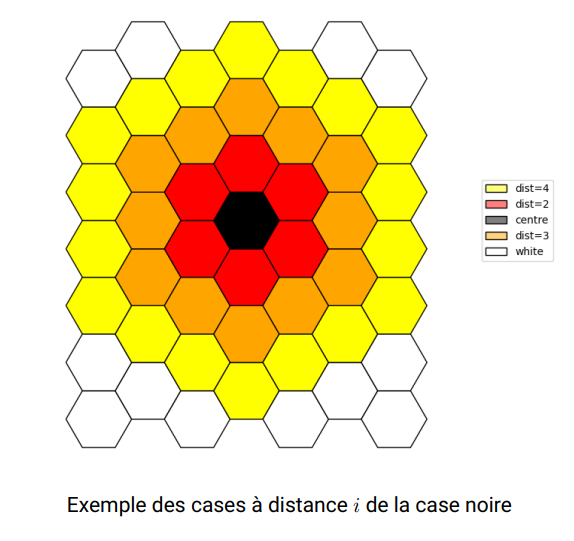 dist=4
dist=2
centre
dist=3
white
Exemple des cases à distance i de la case noire